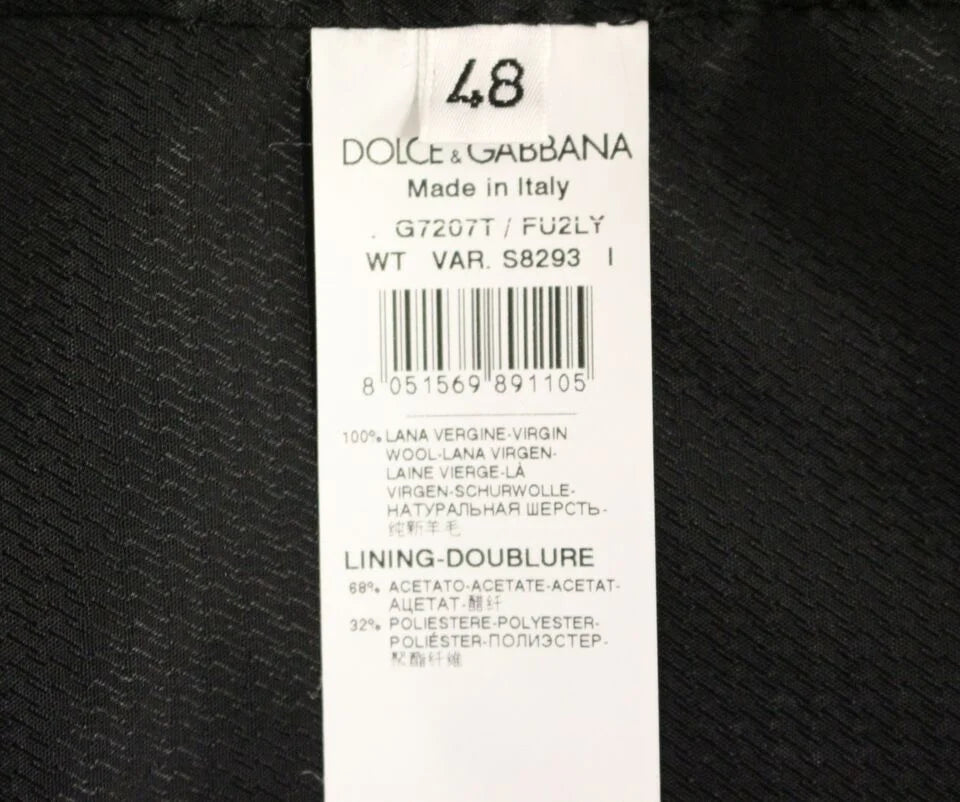 48
DOLCE & GABBANA
Made in Italy
G7207T / FU2LY
WT VAR. S8293 I
8 051569 891105
100% LANA VERGINE-VIRGIN
WOOL-LANA VIRGEN-
LAINE VIERGE-LÀ
VIRGEN-SCHURWOLLE-
НАТУРАЛЬНАЯ ШЕРСТЬ-
纯新羊毛
LINING-DOUBLURE
68% ACETATO-ACETATE-ACETAT-
АЦЕТАТ-醋纤
32% POLIESTERE-POLYESTER-
POLIÉSTER-ПОЛИЭСТЕР-
聚酯纤维